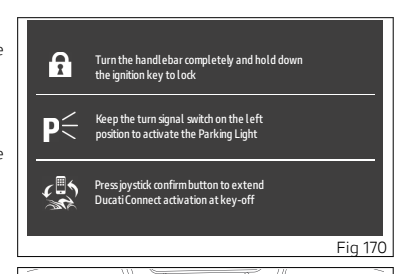 e
Turn the handlebar completely and hold down
the ignition key to lock
P
Keep the turn signal switch on the left
position to activate the Parking Light
e
Press joystick confirm button to extend
Ducati Connect activation at key-off
Fig 170